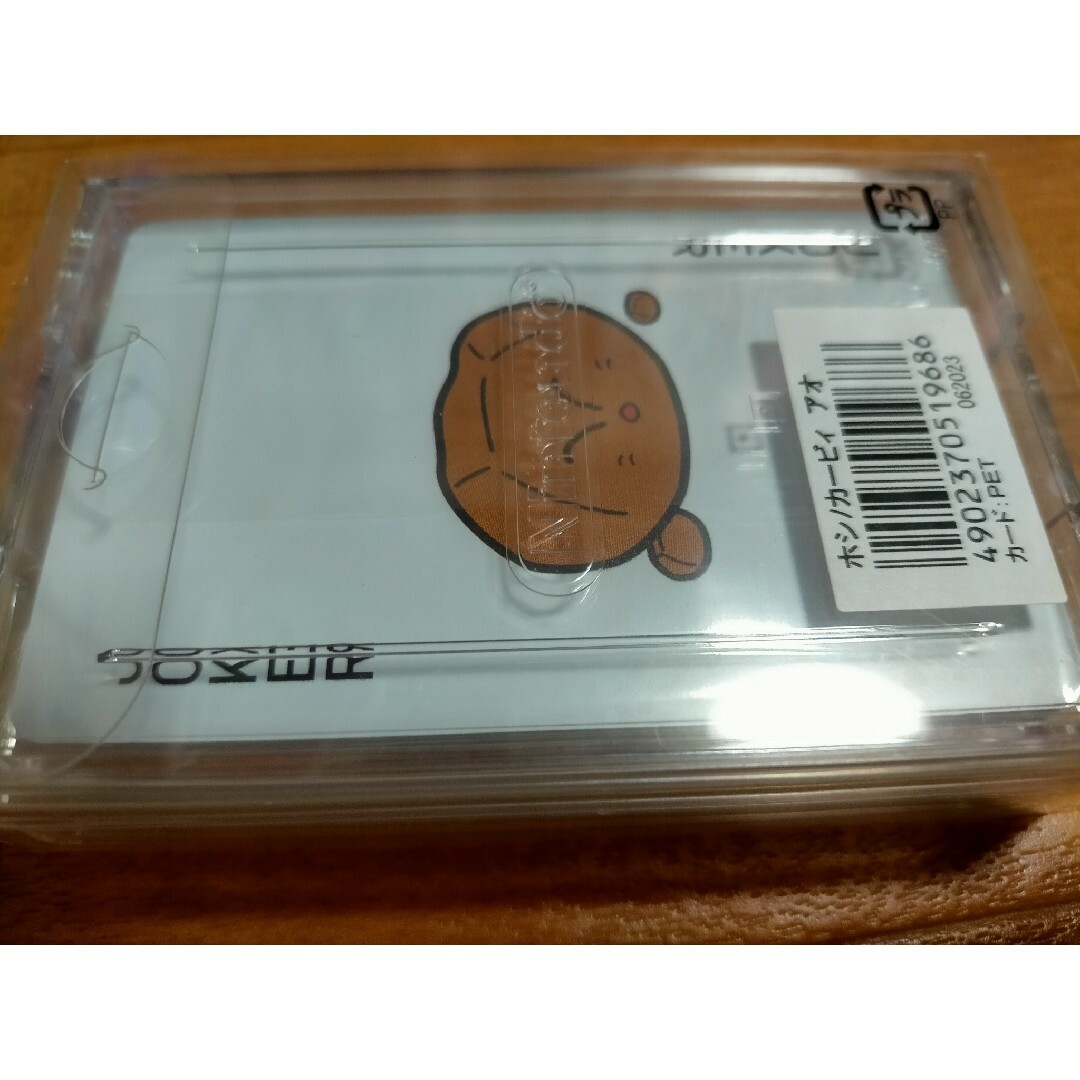 JOKER
JOKER
Nintendo
プラ
PP
ホシノカービィ アオ
4902370519686
062023
カード:PET